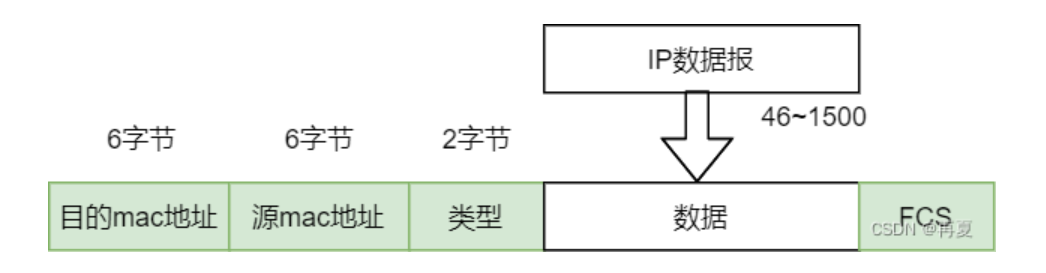 IP数据报
46~1500
6字节
6字节
2字节
目的mac地址
源mac地址
类型
数据
FCS
CSDN @冉夏